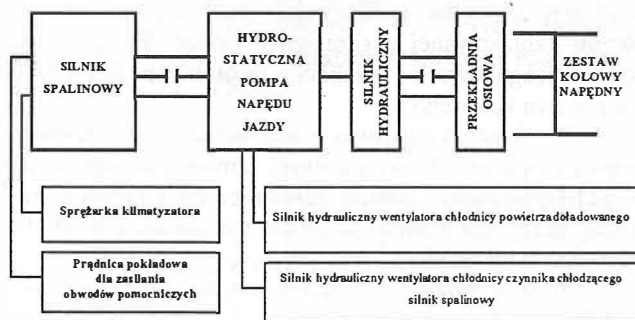 SILNIK
SPALINOWY
HYDRO-
STATYCZNA
POMPA
NAPĘDU
JAZDY
SILNIK
HYDRAULICZNY
PRZEKŁADNIA
OSIOWA
ZESTAW
KOŁOWY
NAPĘDNY
Sprężarka klimatyzatora
Prądnica pokładowa
dla zasilania
obwodów pomocniczych
Silnik hydrauliczny wentylatora chłodnicy powietrza doładowanego
Silnik hydrauliczny wentylatora chłodnicy czynnika chłodzącego
silnik spalinowy